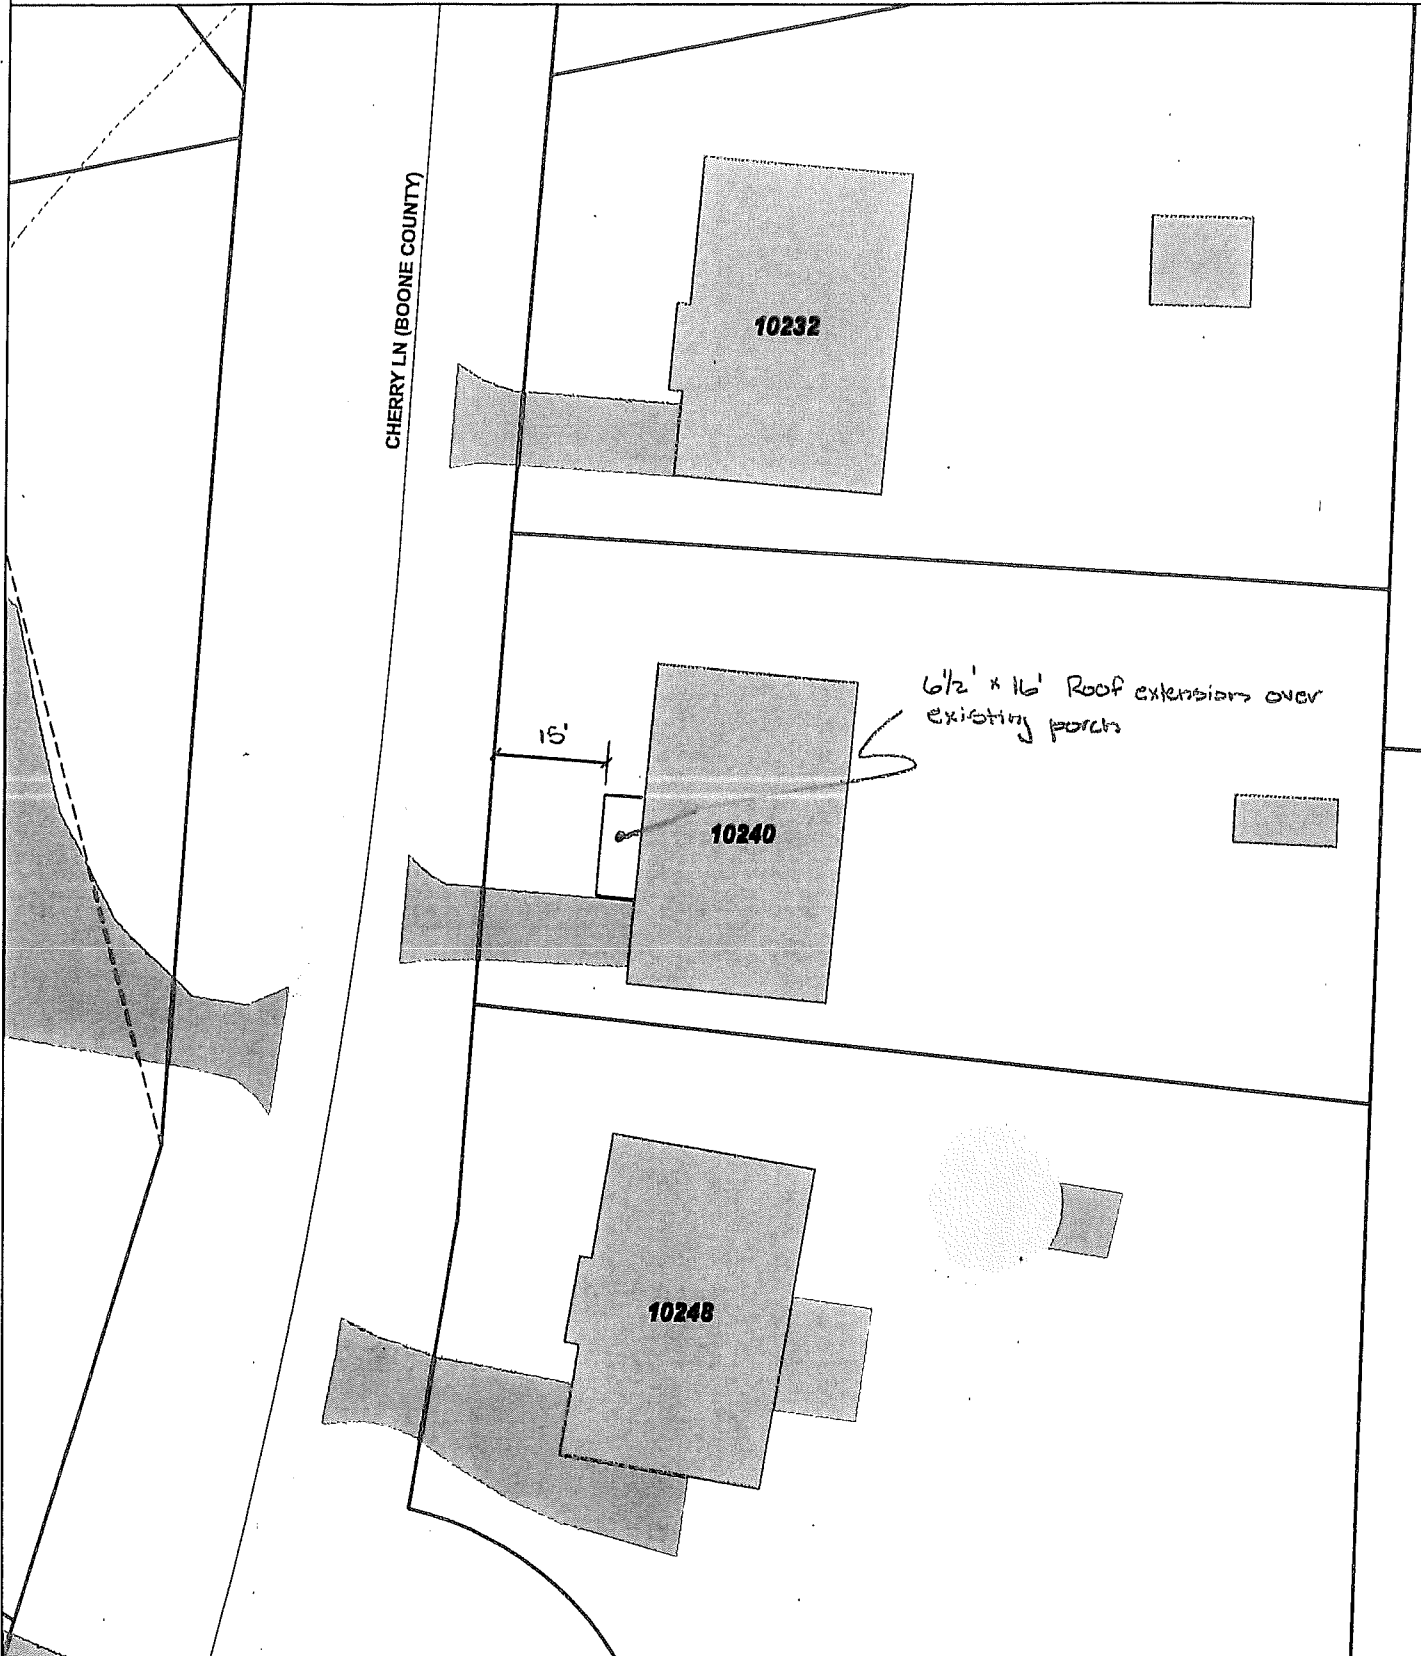 CHERRY LN (BOONE COUNTY)
10232
6½' x 16' Roof extension over
existing porch
15'
10240
10248